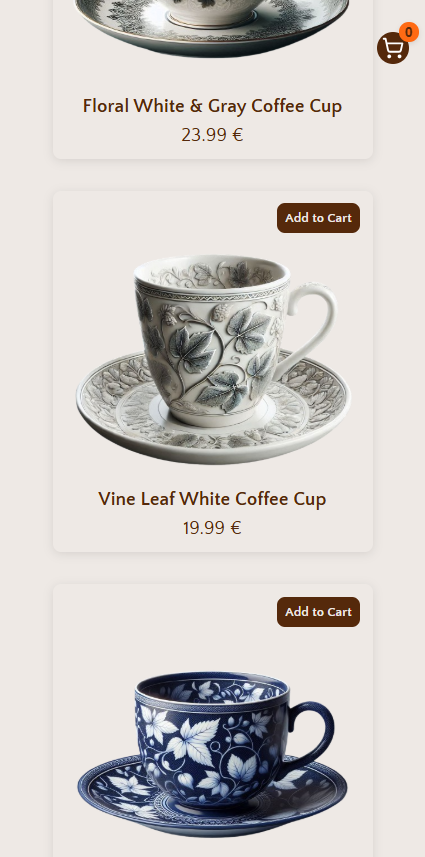 0
Floral White & Gray Coffee Cup
23.99 €
Add to Cart
Vine Leaf White Coffee Cup
19.99 €
Add to Cart